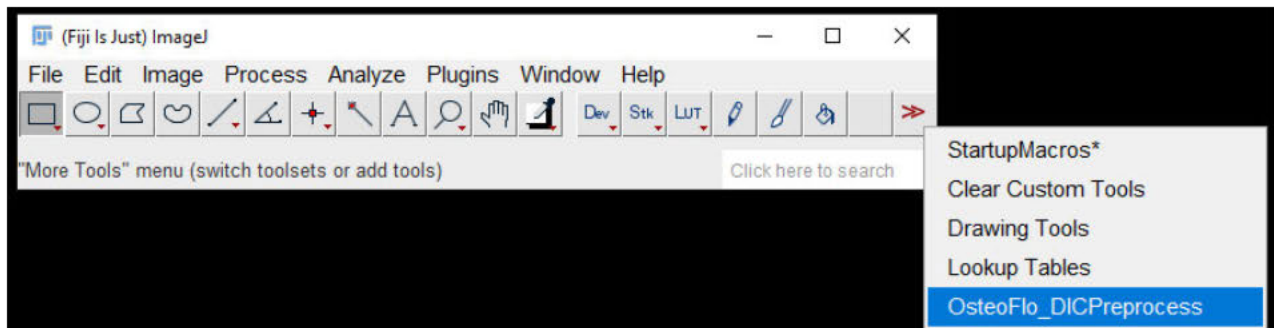 (Fiji Is Just) ImageJ
File Edit Image Process Analyze Plugins Window Help
Dev Stk LUT
"More Tools" menu (switch toolsets or add tools) Click here to search
StartupMacros*
Clear Custom Tools
Drawing Tools
Lookup Tables
OsteoFlo_DICPreprocess